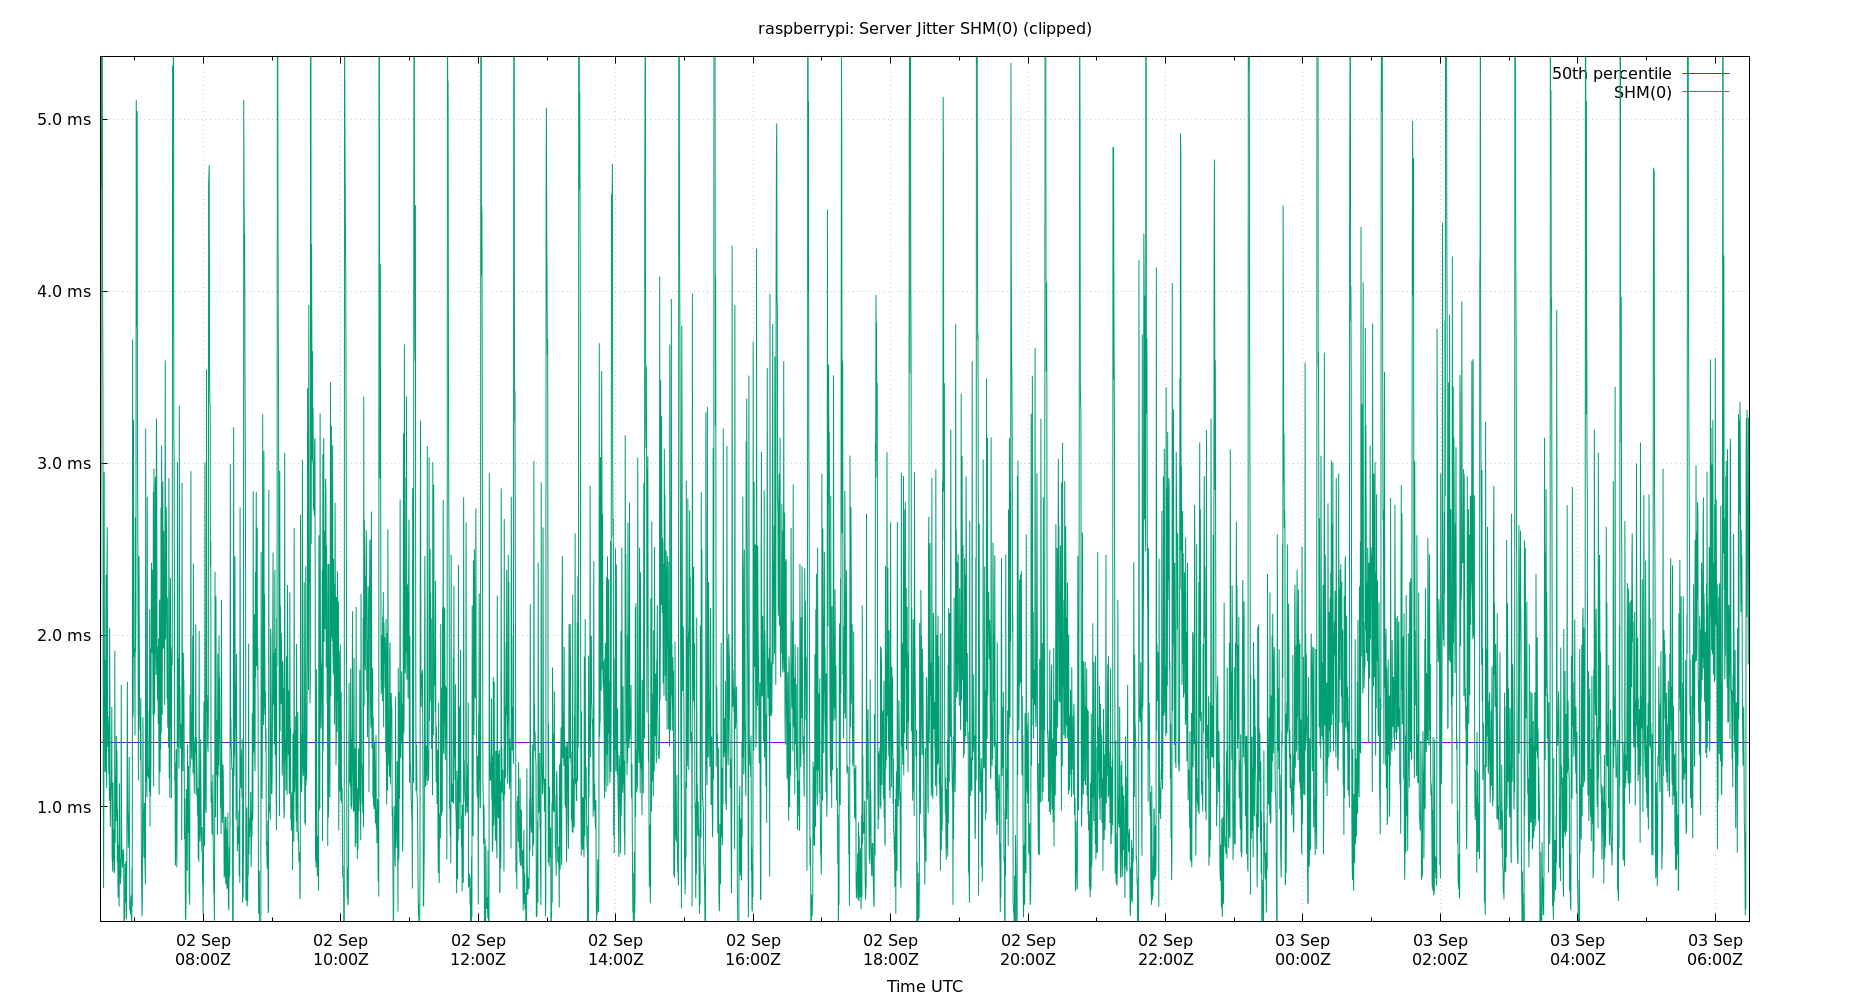 raspberrypi: Server Jitter SHM(0) (clipped)
50th percentile
SHM(0)
5.0 ms
4.0 ms
3.0 ms
2.0 ms
1.0 ms
02 Sep 02 Sep 02 Sep 02 Sep 02 Sep 02 Sep 02 Sep 02 Sep 03 Sep 03 Sep 03 Sep 03 Sep
08:00Z 10:00Z 12:00Z 14:00Z 16:00Z 18:00Z 20:00Z 22:00Z 00:00Z 02:00Z 04:00Z 06:00Z
Time UTC